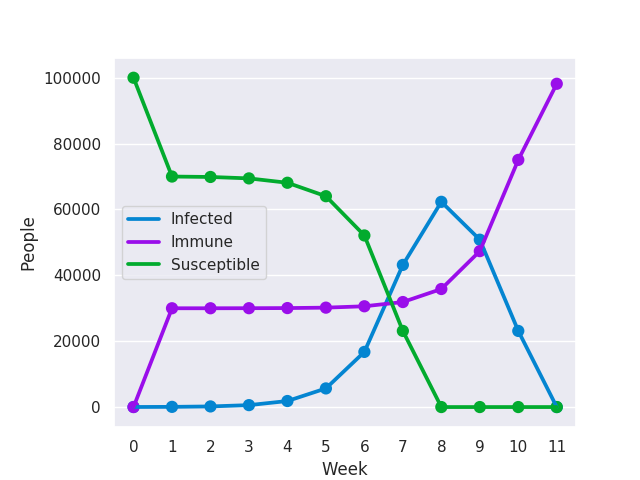 100000
80000
60000
40000
20000
0
People
Infected
Immune
Susceptible
0 1 2 3 4 5 6 7 8 9 10 11
Week